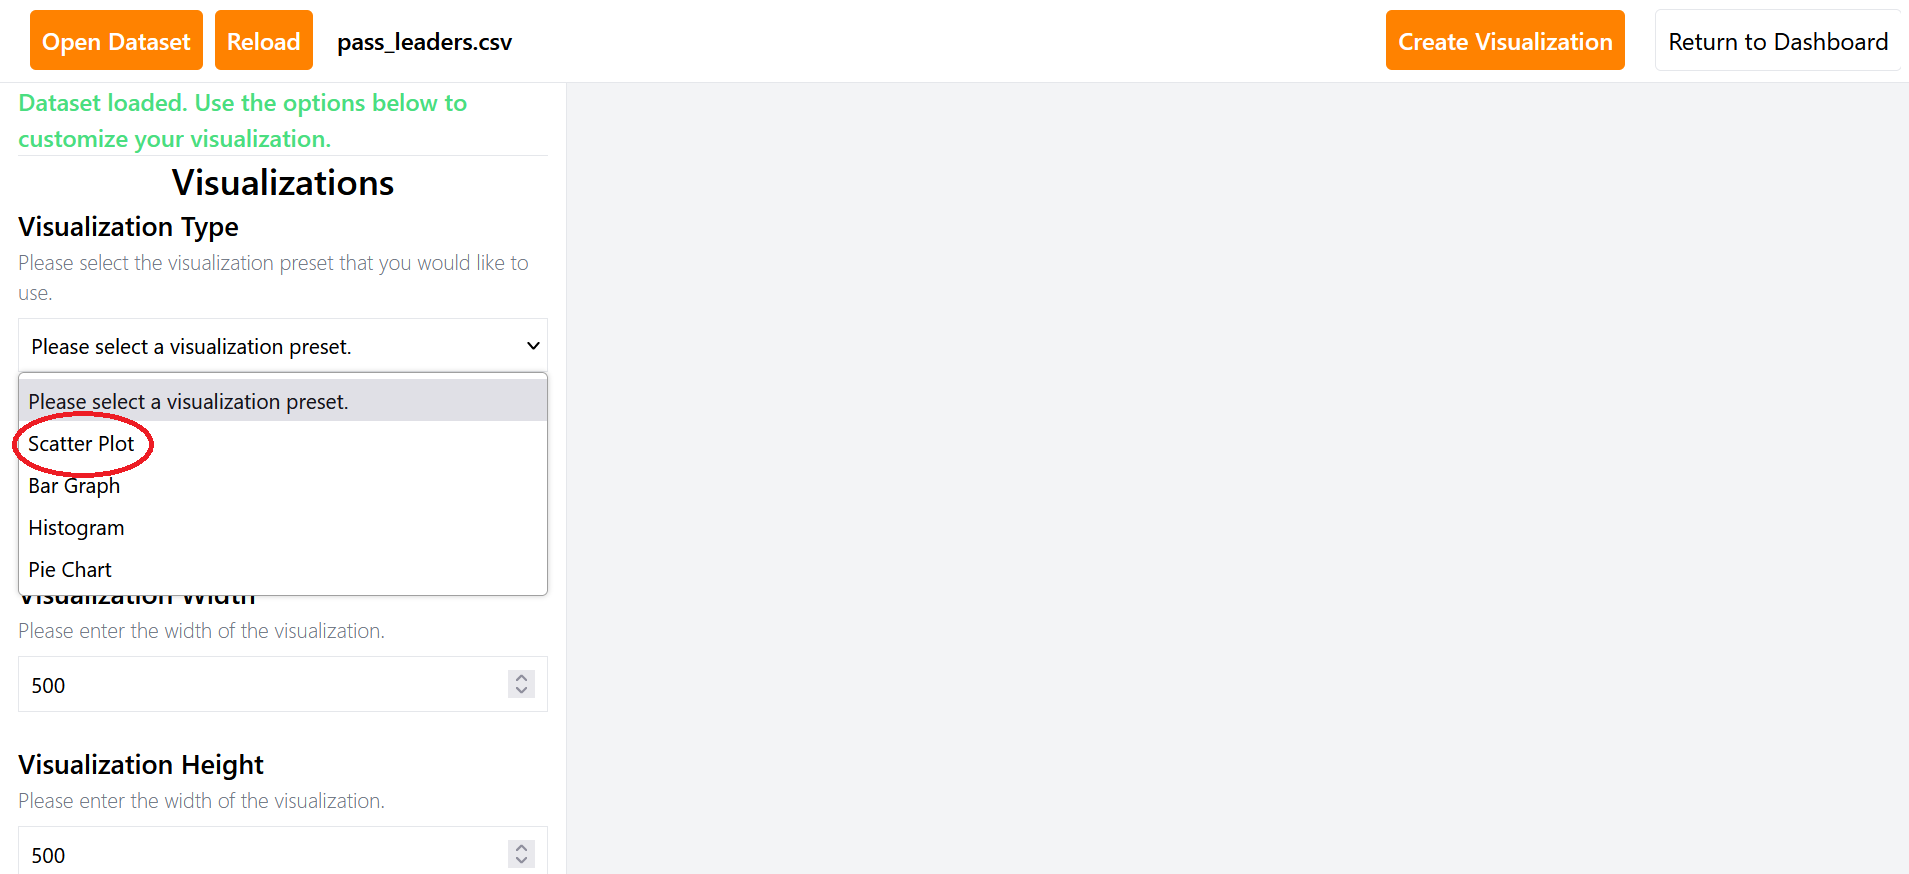 Open Dataset Reload pass_leaders.csv Create Visualization Return to Dashboard
Dataset loaded. Use the options below to
customize your visualization.
Visualizations
Visualization Type
Please select the visualization preset that you would like to
use.
Please select a visualization preset.
Please select a visualization preset.
Scatter Plot
Bar Graph
Histogram
Pie Chart
Visualization Width
Please enter the width of the visualization.
500
Visualization Height
Please enter the width of the visualization.
500